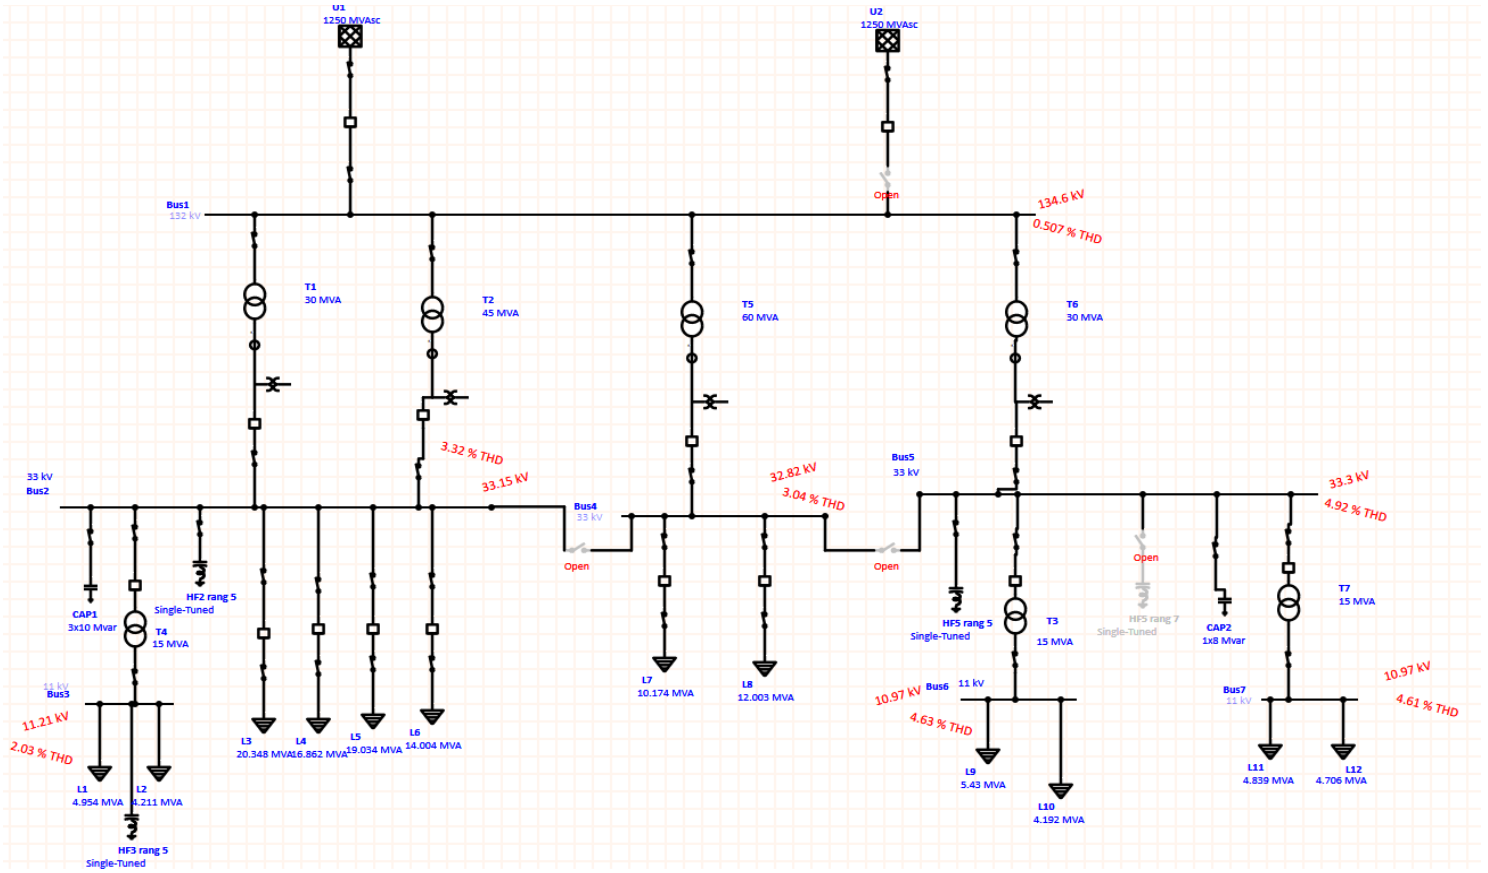 U1
1250 MVAsc
U2
1250 MVAsc
Open
Bus1
132 kV
134.6 kV
0.507 % THD
T1
30 MVA
T2
45 MVA
T5
60 MVA
T6
30 MVA
3.32 % THD
33.15 kV
33 kV
Bus2
32.82 kV
3.04 % THD
Bus5
33 kV
33.3 kV
4.92 % THD
Bus4
33 kV
Open
Open
Open
CAP1
3x10 Mvar
HF2 rang 5
Single-Tuned
T4
15 MVA
HF5 rang 5
Single-Tuned
T3
15 MVA
HF5 rang 7
Single-Tuned
CAP2
1x8 Mvar
T7
15 MVA
11 kV
Bus3
11.21 kV
2.03 % THD
L3
20.348 MVA
L4
16.862 MVA
L5
19.034 MVA
L6
14.004 MVA
L7
10.174 MVA
L8
12.003 MVA
10.97 kV
Bus6
11 kV
4.63 % THD
Bus7
11 kV
10.97 kV
4.61 % THD
L1
4.954 MVA
L2
4.211 MVA
HF3 rang 5
Single-Tuned
L9
5.43 MVA
L10
4.192 MVA
L11
4.839 MVA
L12
4.706 MVA